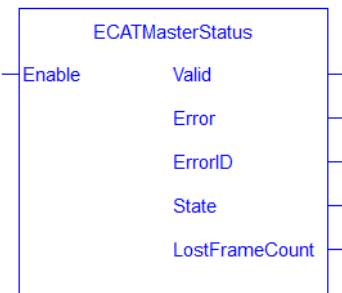 ECATMasterStatus
Enable Valid
Error
ErrorID
State
LostFrameCount